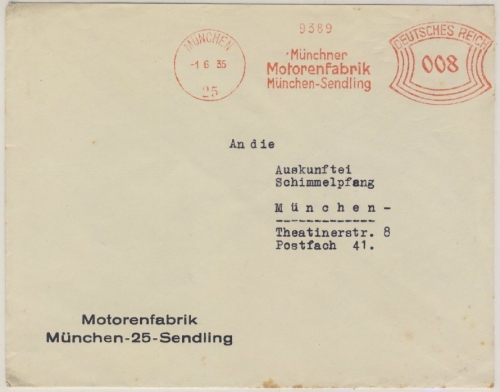 9389
MÜNCHEN
-1.6 35
25
Münchner
Motorenfabrik
München-Sendling
DEUTSCHES REICH
008
An die
Auskunftei
Schimmelpfang
München-
Theatinerstr. 8
Postfach 41.
Motorenfabrik
München-25-Sendling